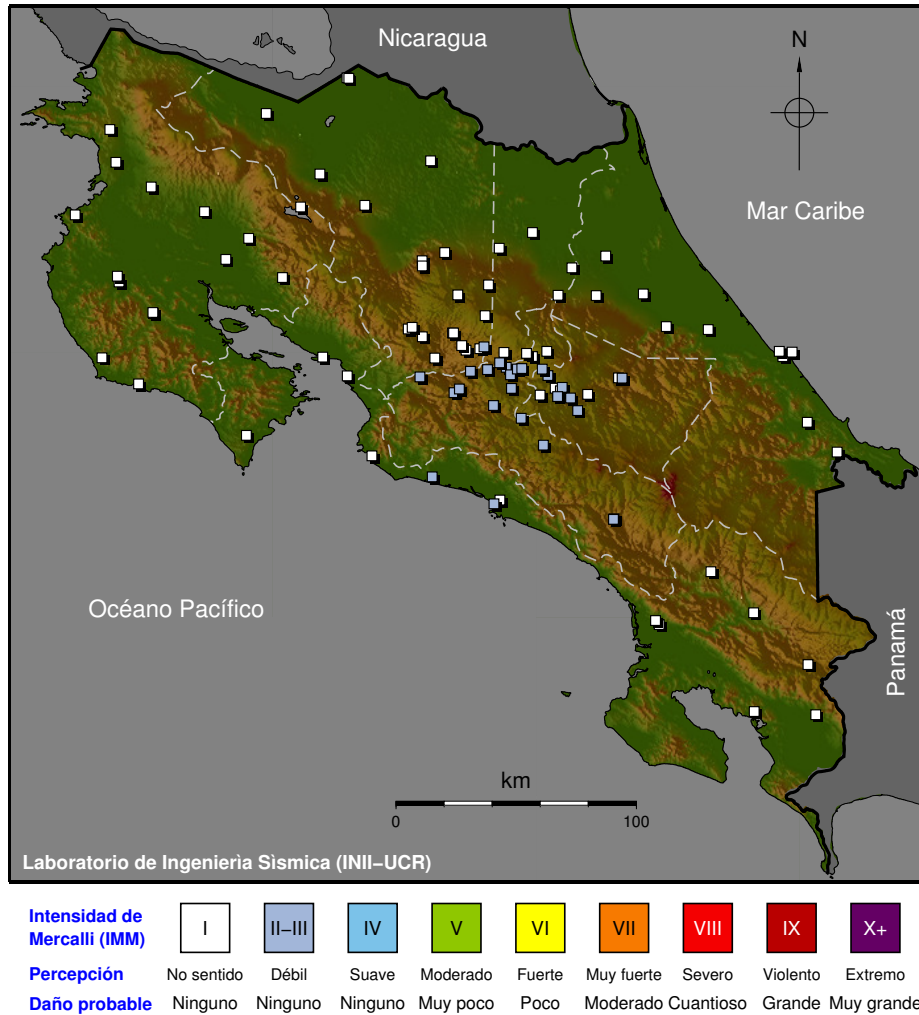 Nicaragua
N
Mar Caribe
Océano Pacífico
Panamá
km
0 100
Laboratorio de Ingenierìa Sìsmica (INII–UCR)
Intensidad de Mercalli (IMM) I II–III IV V VI VII VIII IX X+
Percepción No sentido Débil Suave Moderado Fuerte Muy fuerte Severo Violento Extremo
Daño probable Ninguno Ninguno Ninguno Muy poco Poco Moderado Cuantioso Grande Muy grande